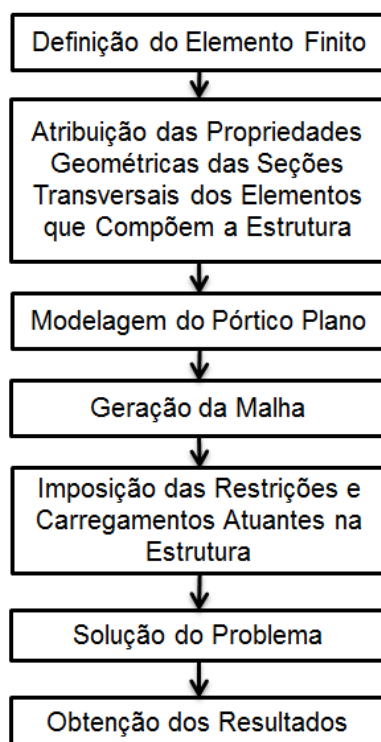 Definição do Elemento Finito
Atribuição das Propriedades
Geométricas das Seções
Transversais dos Elementos
que Compõem a Estrutura
Modelagem do Pórtico Plano
Geração da Malha
Imposição das Restrições e
Carregamentos Atuantes na
Estrutura
Solução do Problema
Obtenção dos Resultados